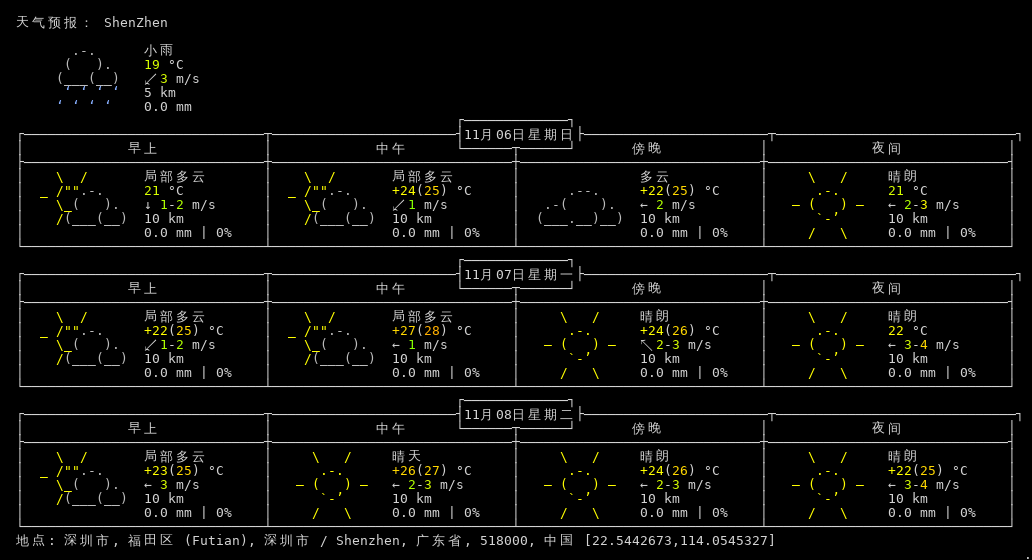 天气预报： ShenZhen
小雨
19 °C
↙ 3 m/s
5 km
0.0 mm
11月06日星期日
早上 中午 傍晚 夜间
局部多云 局部多云 多云 晴朗
21 °C +24(25) °C +22(25) °C 21 °C
↓ 1-2 m/s ↙ 1 m/s ← 2 m/s ← 2-3 m/s
10 km 10 km 10 km 10 km
0.0 mm | 0% 0.0 mm | 0% 0.0 mm | 0% 0.0 mm | 0%
11月07日星期一
早上 中午 傍晚 夜间
局部多云 局部多云 晴朗 晴朗
+22(25) °C +27(28) °C +24(26) °C 22 °C
↙ 1-2 m/s ← 1 m/s ↖ 2-3 m/s ← 3-4 m/s
10 km 10 km 10 km 10 km
0.0 mm | 0% 0.0 mm | 0% 0.0 mm | 0% 0.0 mm | 0%
11月08日星期二
早上 中午 傍晚 夜间
局部多云 晴天 晴朗 晴朗
+23(25) °C +26(27) °C +24(26) °C +22(25) °C
← 3 m/s ← 2-3 m/s ← 2-3 m/s ← 3-4 m/s
10 km 10 km 10 km 10 km
0.0 mm | 0% 0.0 mm | 0% 0.0 mm | 0% 0.0 mm | 0%
地点: 深圳市, 福田区 (Futian), 深圳市 / Shenzhen, 广东省, 518000, 中国 [22.5442673,114.0545327]